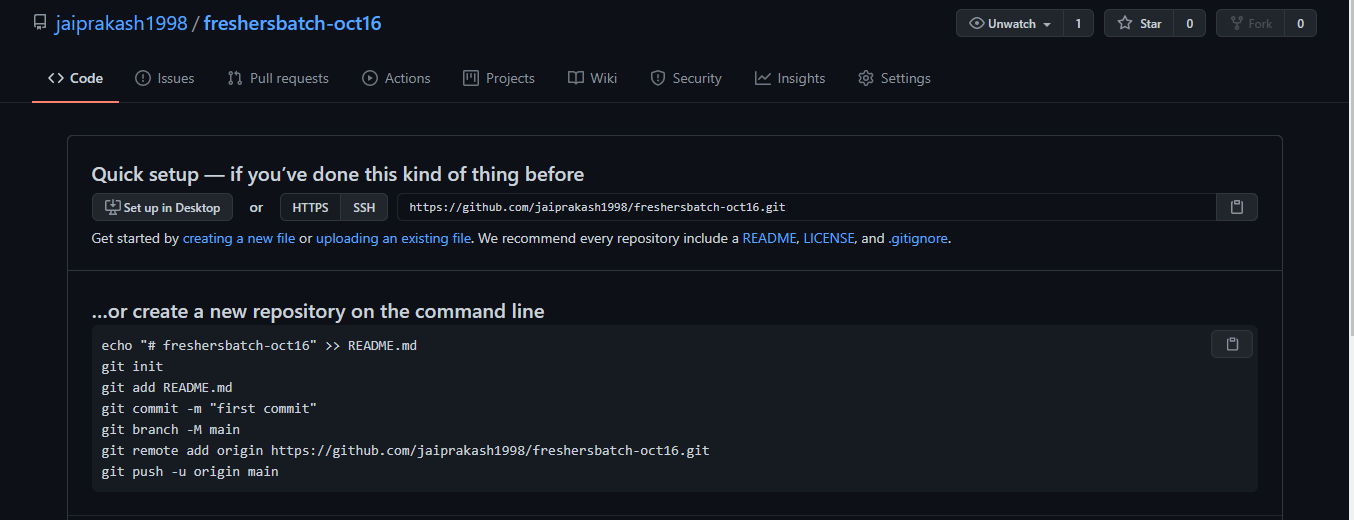 jaiprakash1998 / freshersbatch-oct16
Unwatch 1 Star 0 Fork 0
Code Issues Pull requests Actions Projects Wiki Security Insights Settings
Quick setup — if you’ve done this kind of thing before
Set up in Desktop or HTTPS SSH https://github.com/jaiprakash1998/freshersbatch-oct16.git
Get started by creating a new file or uploading an existing file. We recommend every repository include a README, LICENSE, and .gitignore.
…or create a new repository on the command line
echo "# freshersbatch-oct16" >> README.md
git init
git add README.md
git commit -m "first commit"
git branch -M main
git remote add origin https://github.com/jaiprakash1998/freshersbatch-oct16.git
git push -u origin main